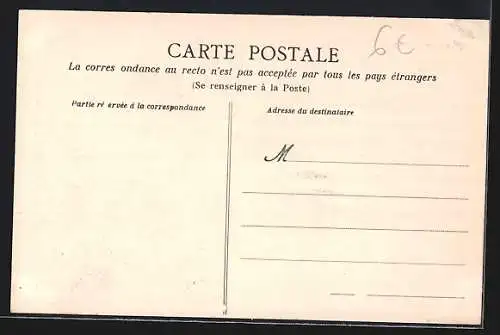 6€
CARTE POSTALE
La corres ondance au recto n'est pas acceptée par tous les pays étrangers
(Se renseigner à la Poste)
Partie ré ervée à la correspondance
Adresse du destinataire
M